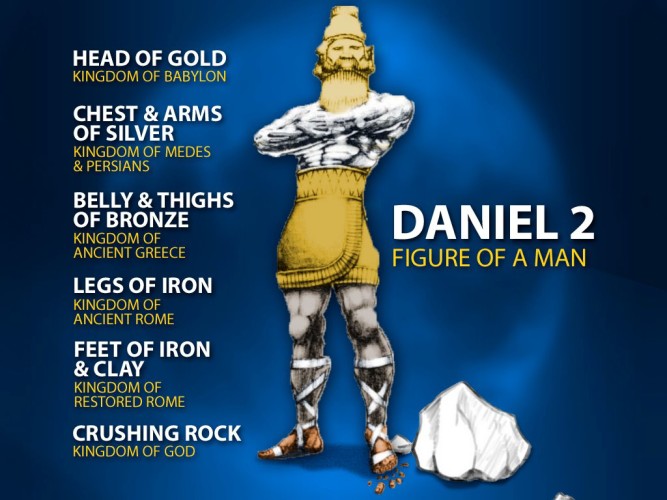 HEAD OF GOLD
KINGDOM OF BABYLON
CHEST & ARMS
OF SILVER
KINGDOM OF MEDES
& PERSIANS
BELLY & THIGHS
OF BRONZE
KINGDOM OF
ANCIENT GREECE
LEGS OF IRON
KINGDOM OF
ANCIENT ROME
FEET OF IRON
& CLAY
KINGDOM OF
RESTORED ROME
CRUSHING ROCK
KINGDOM OF GOD
DANIEL 2
FIGURE OF A MAN